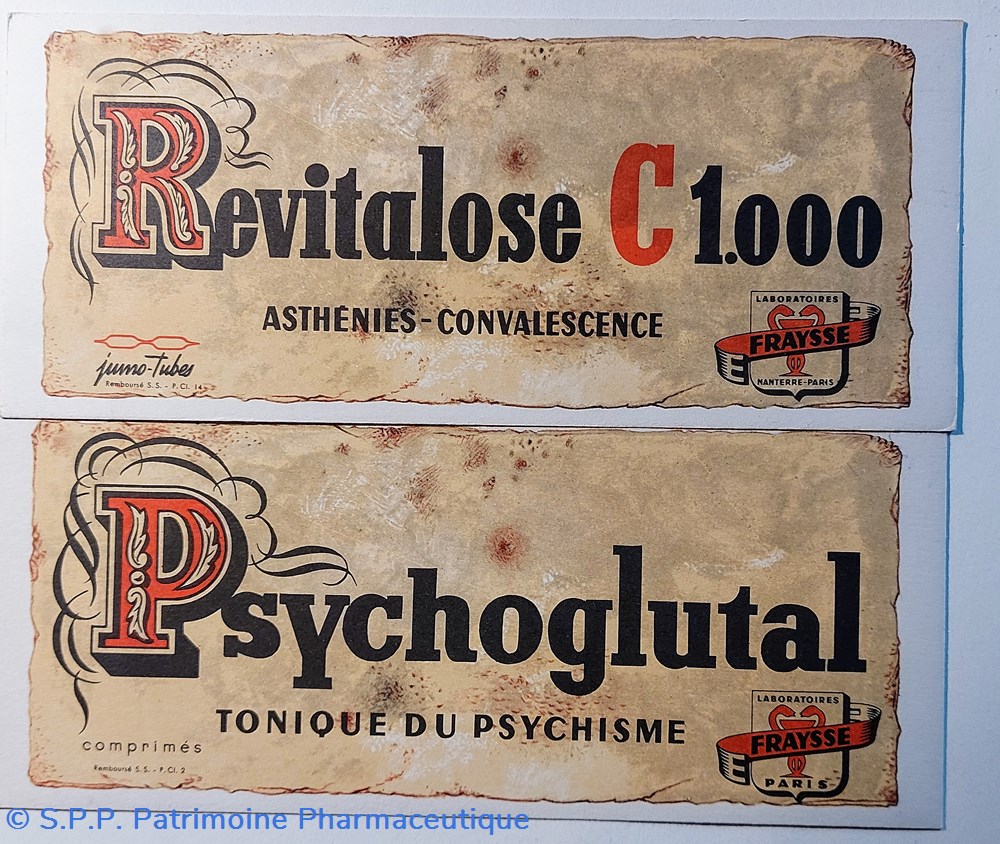 Revitalose C 1.000
ASTHÉNIES-CONVALESCENCE
jumo-Tubes
Remboursé S.S. - P.Cl. 14
LABORATOIRES
FRAYSSE
NANTERRE-PARIS
Psychoglutal
TONIQUE DU PSYCHISME
comprimés
Remboursé S.S. - P.Cl. 2
LABORATOIRES
FRAYSSE
PARIS
© S.P.P. Patrimoine Pharmaceutique